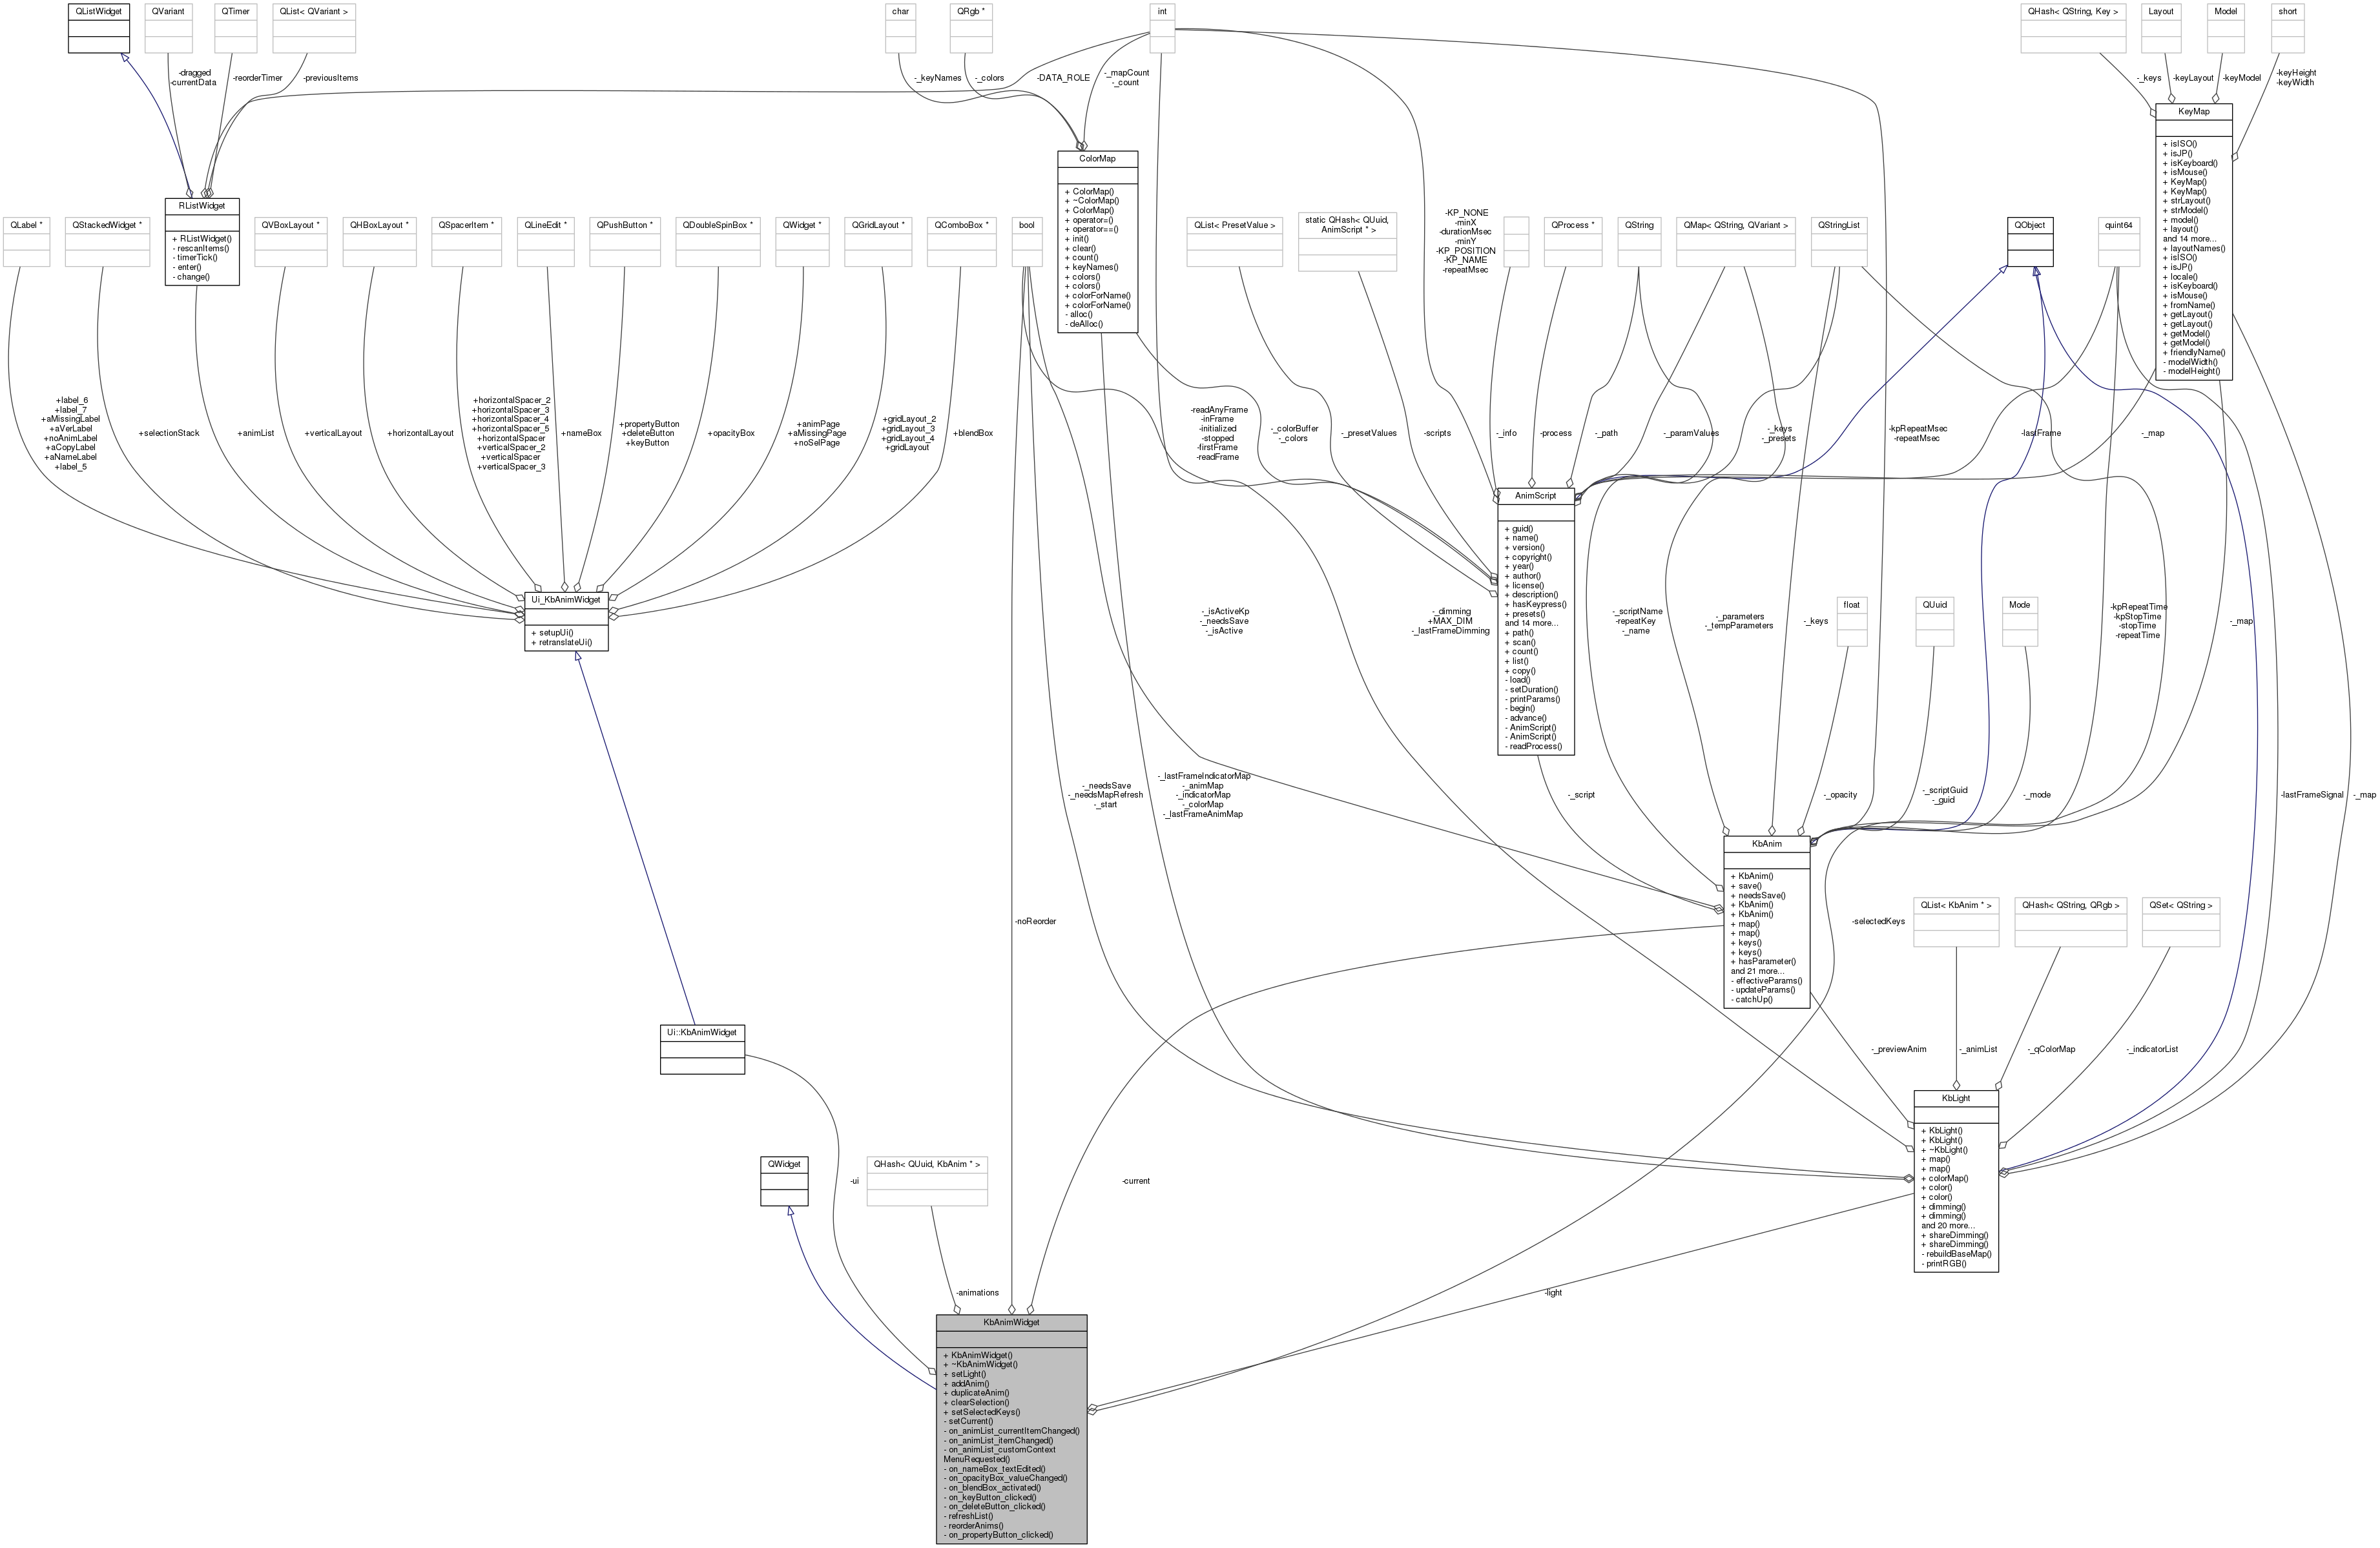 QListWidget
QVariant
QTimer
QList< QVariant >
char
QRgb *
int
QHash< QString, Key >
Layout
Model
short
-dragged
-currentData
-reorderTimer
-previousItems
-_keyNames
-_colors
-DATA_ROLE
-_mapCount
-_count
-_keys
-keyLayout
-keyModel
-keyHeight
-keyWidth
KeyMap
+ isISO()
+ isJP()
+ isKeyboard()
+ isMouse()
+ KeyMap()
+ KeyMap()
+ strLayout()
+ strModel()
+ model()
+ layout()
and 14 more...
+ layoutNames()
+ isISO()
+ isJP()
+ locale()
+ isKeyboard()
+ isMouse()
+ fromName()
+ getLayout()
+ getLayout()
+ getModel()
+ getModel()
+ friendlyName()
- modelWidth()
- modelHeight()
ColorMap
+ ColorMap()
+ ~ColorMap()
+ ColorMap()
+ operator=()
+ operator==()
+ init()
+ clear()
+ count()
+ keyNames()
+ colors()
+ colors()
+ colorForName()
+ colorForName()
- alloc()
- deAlloc()
RListWidget
+ RListWidget()
- rescanItems()
- timerTick()
- enter()
- change()
QLabel *
QStackedWidget *
QVBoxLayout *
QHBoxLayout *
QSpacerItem *
QLineEdit *
QPushButton *
QDoubleSpinBox *
QWidget *
QGridLayout *
QComboBox *
bool
QList< PresetValue >
static QHash< QUuid,
AnimScript * >
-KP_NONE
-minX
-durationMsec
-minY
-KP_POSITION
-KP_NAME
-repeatMsec
QProcess *
QString
QMap< QString, QVariant >
QStringList
QObject
quint64
+label_6
+label_7
+aMissingLabel
+aVerLabel
+noAnimLabel
+aCopyLabel
+aNameLabel
+label_5
+selectionStack
+animList
+verticalLayout
+horizontalLayout
+horizontalSpacer_2
+horizontalSpacer_3
+horizontalSpacer_4
+horizontalSpacer_5
+horizontalSpacer
+verticalSpacer_2
+verticalSpacer
+verticalSpacer_3
+nameBox
+propertyButton
+deleteButton
+keyButton
+opacityBox
+animPage
+aMissingPage
+noSelPage
+gridLayout_2
+gridLayout_3
+gridLayout_4
+gridLayout
+blendBox
-readAnyFrame
-inFrame
-initialized
-stopped
-firstFrame
-readFrame
-_colorBuffer
-_colors
-_presetValues
-scripts
-_info
-process
-_path
-_paramValues
-_keys
-_presets
-kpRepeatMsec
-repeatMsec
-lastFrame
-_map
AnimScript
+ guid()
+ name()
+ version()
+ copyright()
+ year()
+ author()
+ license()
+ description()
+ hasKeypress()
+ presets()
and 14 more...
+ path()
+ scan()
+ count()
+ list()
+ copy()
- load()
- setDuration()
- printParams()
- begin()
- advance()
- AnimScript()
- AnimScript()
- readProcess()
Ui_KbAnimWidget
+ setupUi()
+ retranslateUi()
-_isActiveKp
-_needsSave
-_isActive
-_dimming
+MAX_DIM
-_lastFrameDimming
-_scriptName
-repeatKey
-_name
-_parameters
-_tempParameters
-_keys
float
QUuid
Mode
-kpRepeatTime
-kpStopTime
-stopTime
-repeatTime
-_map
-_needsSave
-_needsMapRefresh
-_start
-_lastFrameIndicatorMap
-_animMap
-_indicatorMap
-_colorMap
-_lastFrameAnimMap
-_script
-_opacity
-_scriptGuid
-_guid
-_mode
-lastFrameSignal
-_map
KbAnim
+ KbAnim()
+ save()
+ needsSave()
+ KbAnim()
+ KbAnim()
+ map()
+ map()
+ keys()
+ keys()
+ hasParameter()
and 21 more...
- effectiveParams()
- updateParams()
- catchUp()
-noReorder
-selectedKeys
QList< KbAnim * >
QHash< QString, QRgb >
QSet< QString >
Ui::KbAnimWidget
-_previewAnim
-_animList
-_qColorMap
-_indicatorList
KbLight
+ KbLight()
+ KbLight()
+ ~KbLight()
+ map()
+ map()
+ colorMap()
+ color()
+ color()
+ dimming()
+ dimming()
and 20 more...
+ shareDimming()
+ shareDimming()
- rebuildBaseMap()
- printRGB()
QWidget
-ui
QHash< QUuid, KbAnim * >
-current
-animations
-light
KbAnimWidget
+ KbAnimWidget()
+ ~KbAnimWidget()
+ setLight()
+ addAnim()
+ duplicateAnim()
+ clearSelection()
+ setSelectedKeys()
- setCurrent()
- on_animList_currentItemChanged()
- on_animList_itemChanged()
- on_animList_customContext
MenuRequested()
- on_nameBox_textEdited()
- on_opacityBox_valueChanged()
- on_blendBox_activated()
- on_keyButton_clicked()
- on_deleteButton_clicked()
- refreshList()
- reorderAnims()
- on_propertyButton_clicked()